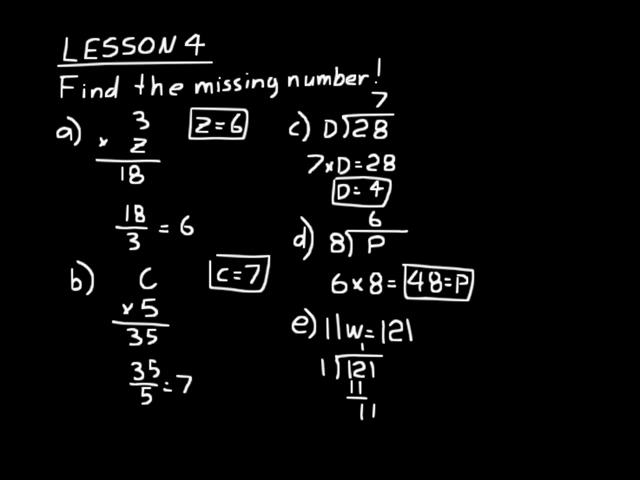 LESSON 4
Find the missing number!
a) 3
× z
18
z=6
18
3 = 6
b) C
× 5
35
C=7
35
5 = 7
7
c) D)28
7×D=28
D=4
6
d) 8)P
6×8=48=P
e) 11w=121
1
1)121
11
11